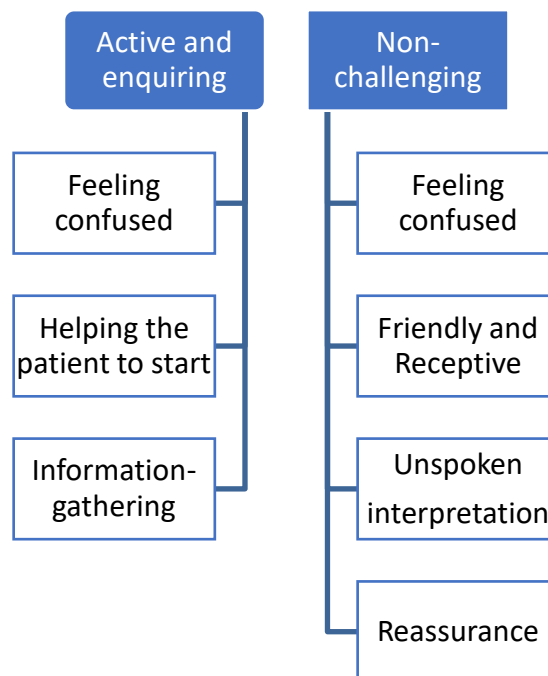 Active and
enquiring
Feeling
confused
Helping the
patient to start
Information-
gathering
Non-
challenging
Feeling
confused
Friendly and
Receptive
Unspoken
interpretation
Reassurance